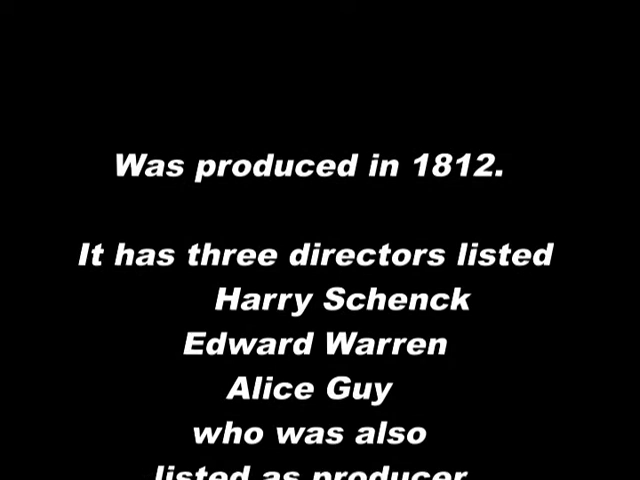 Was produced in 1812.
It has three directors listed
Harry Schenck
Edward Warren
Alice Guy
who was also
listed as producer